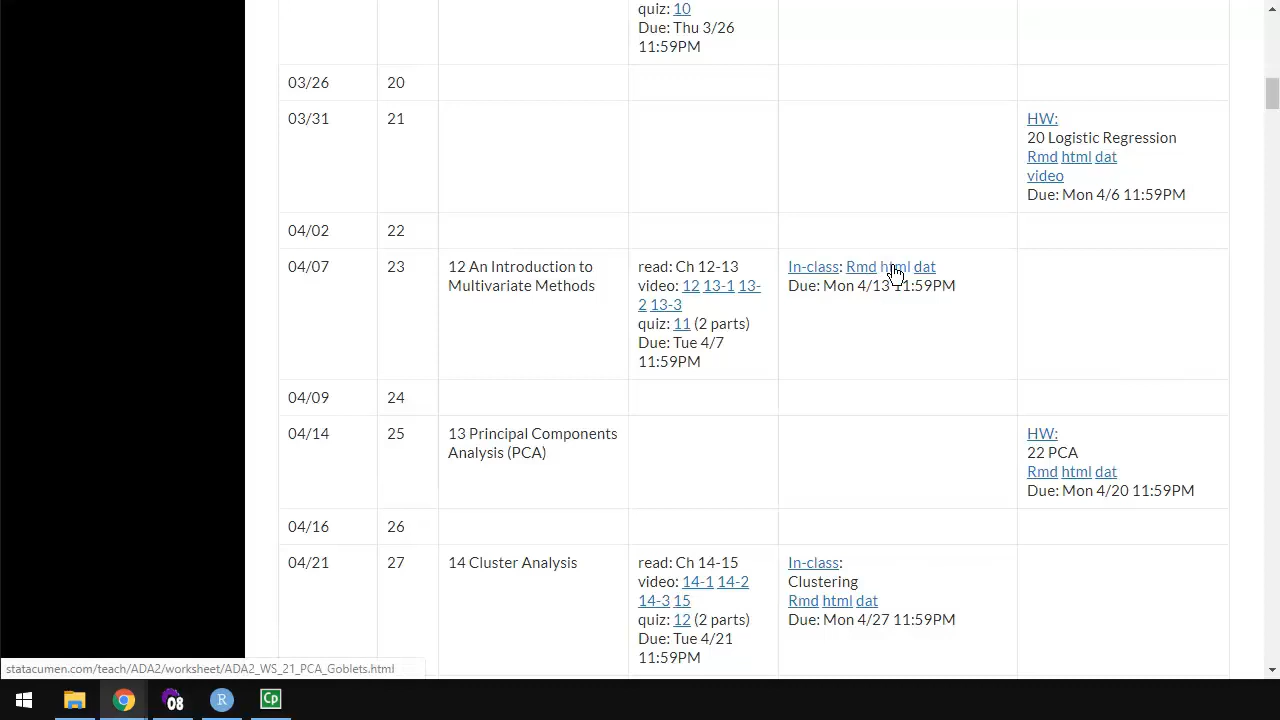 quiz: 10
Due: Thu 3/26
11:59PM
03/26 20
03/31 21
HW:
20 Logistic Regression
Rmd html dat
video
Due: Mon 4/6 11:59PM
04/02 22
04/07 23
12 An Introduction to
Multivariate Methods
read: Ch 12-13
video: 12 13-1 13-
2 13-3
quiz: 11 (2 parts)
Due: Tue 4/7
11:59PM
In-class: Rmd html dat
Due: Mon 4/13 11:59PM
04/09 24
04/14 25
13 Principal Components
Analysis (PCA)
HW:
22 PCA
Rmd html dat
Due: Mon 4/20 11:59PM
04/16 26
04/21 27
14 Cluster Analysis
read: Ch 14-15
video: 14-1 14-2
14-3 15
quiz: 12 (2 parts)
Due: Tue 4/21
11:59PM
In-class:
Clustering
Rmd html dat
Due: Mon 4/27 11:59PM
statacumen.com/teach/ADA2/worksheet/ADA2_WS_21_PCA_Goblets.html
08
R
Cp